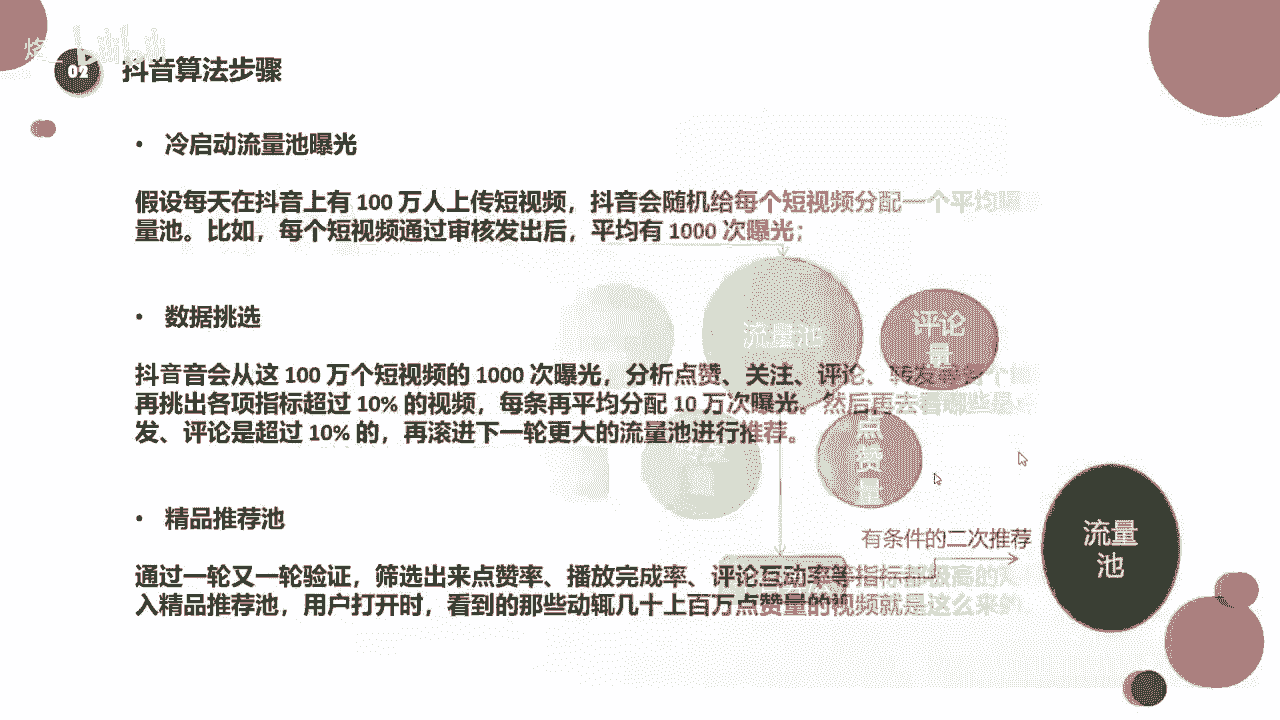 02
抖音算法步骤
• 冷启动流量池曝光
假设每天在抖音上有 100 万人上传短视频，抖音会随机给每个短视频分配一个平均曝
量池。比如，每个短视频通过审核发出后，平均有 1000 次曝光；
流量池
评论
量
• 数据挑选
抖音音会从这 100 万个短视频的 1000 次曝光，分析点赞、关注、评论、转发等各个
再挑出各项指标超过 10% 的视频，每条再平均分配 10 万次曝光。然后再去看哪些是
发、评论是超过 10% 的，再滚进下一轮更大的流量池进行推荐。
点
赞
量
• 精品推荐池
有条件的二次推荐
流量
池
通过一轮又一轮验证，筛选出来点赞率、播放完成率、评论互动率等指标都极高的
入精品推荐池，用户打开时，看到的那些动辄几十上百万点赞量的视频就是这么来的